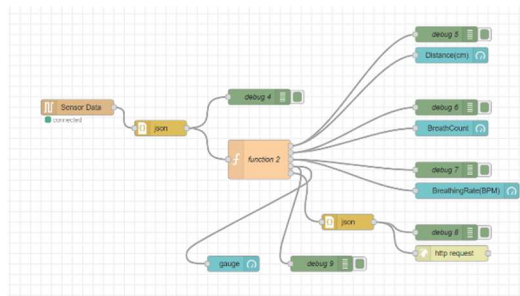 debug 5
Distance(cm)
debug 4
Sensor Data
connected
debug 6
BreathCount
json
function 2
debug 7
BreathingRate(BPM)
json
debug 8
http request
gauge
debug 9